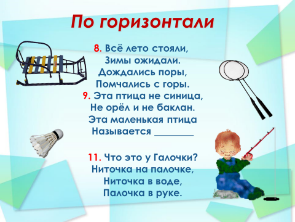 По горизонтали
8. Всё лето стояли,
Зимы ожидали.
Дождались поры,
Помчались с горы.
9. Эта птица не синица,
Не орёл и не баклан.
Эта маленькая птица
Называется ________
11. Что это у Галочки?
Ниточка на палочке,
Ниточка в воде,
Палочка в руке.